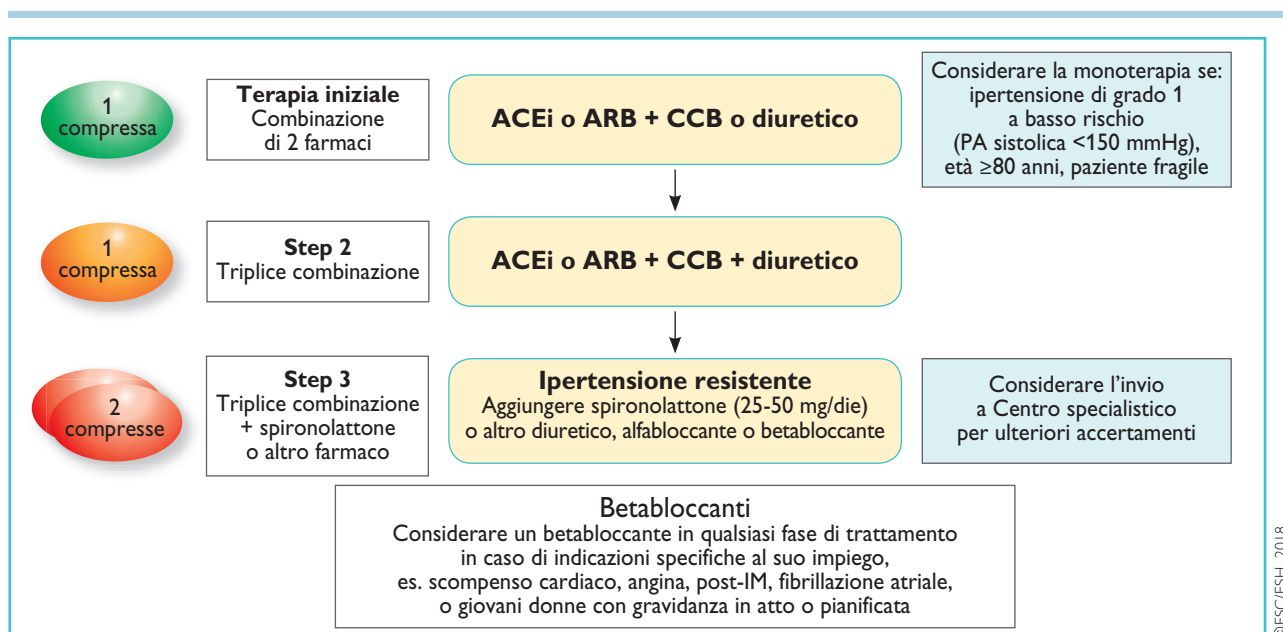 1
compressa
Terapia iniziale
Combinazione
di 2 farmaci
ACEi o ARB + CCB o diuretico
Considerare la monoterapia se:
ipertensione di grado 1
a basso rischio
(PA sistolica <150 mmHg),
età ≥80 anni, paziente fragile
1
compressa
Step 2
Triplice combinazione
ACEi o ARB + CCB + diuretico
2
compresse
Step 3
Triplice combinazione
+ spironolattone
o altro farmaco
Ipertensione resistente
Aggiungere spironolattone (25-50 mg/die)
o altro diuretico, alfabloccante o betabloccante
Considerare l’invio
a Centro specialistico
per ulteriori accertamenti
Betabloccanti
Considerare un betabloccante in qualsiasi fase di trattamento
in caso di indicazioni specifiche al suo impiego,
es. scompenso cardiaco, angina, post-IM, fibrillazione atriale,
o giovani donne con gravidanza in atto o pianificata
©ESC/ESH 2018